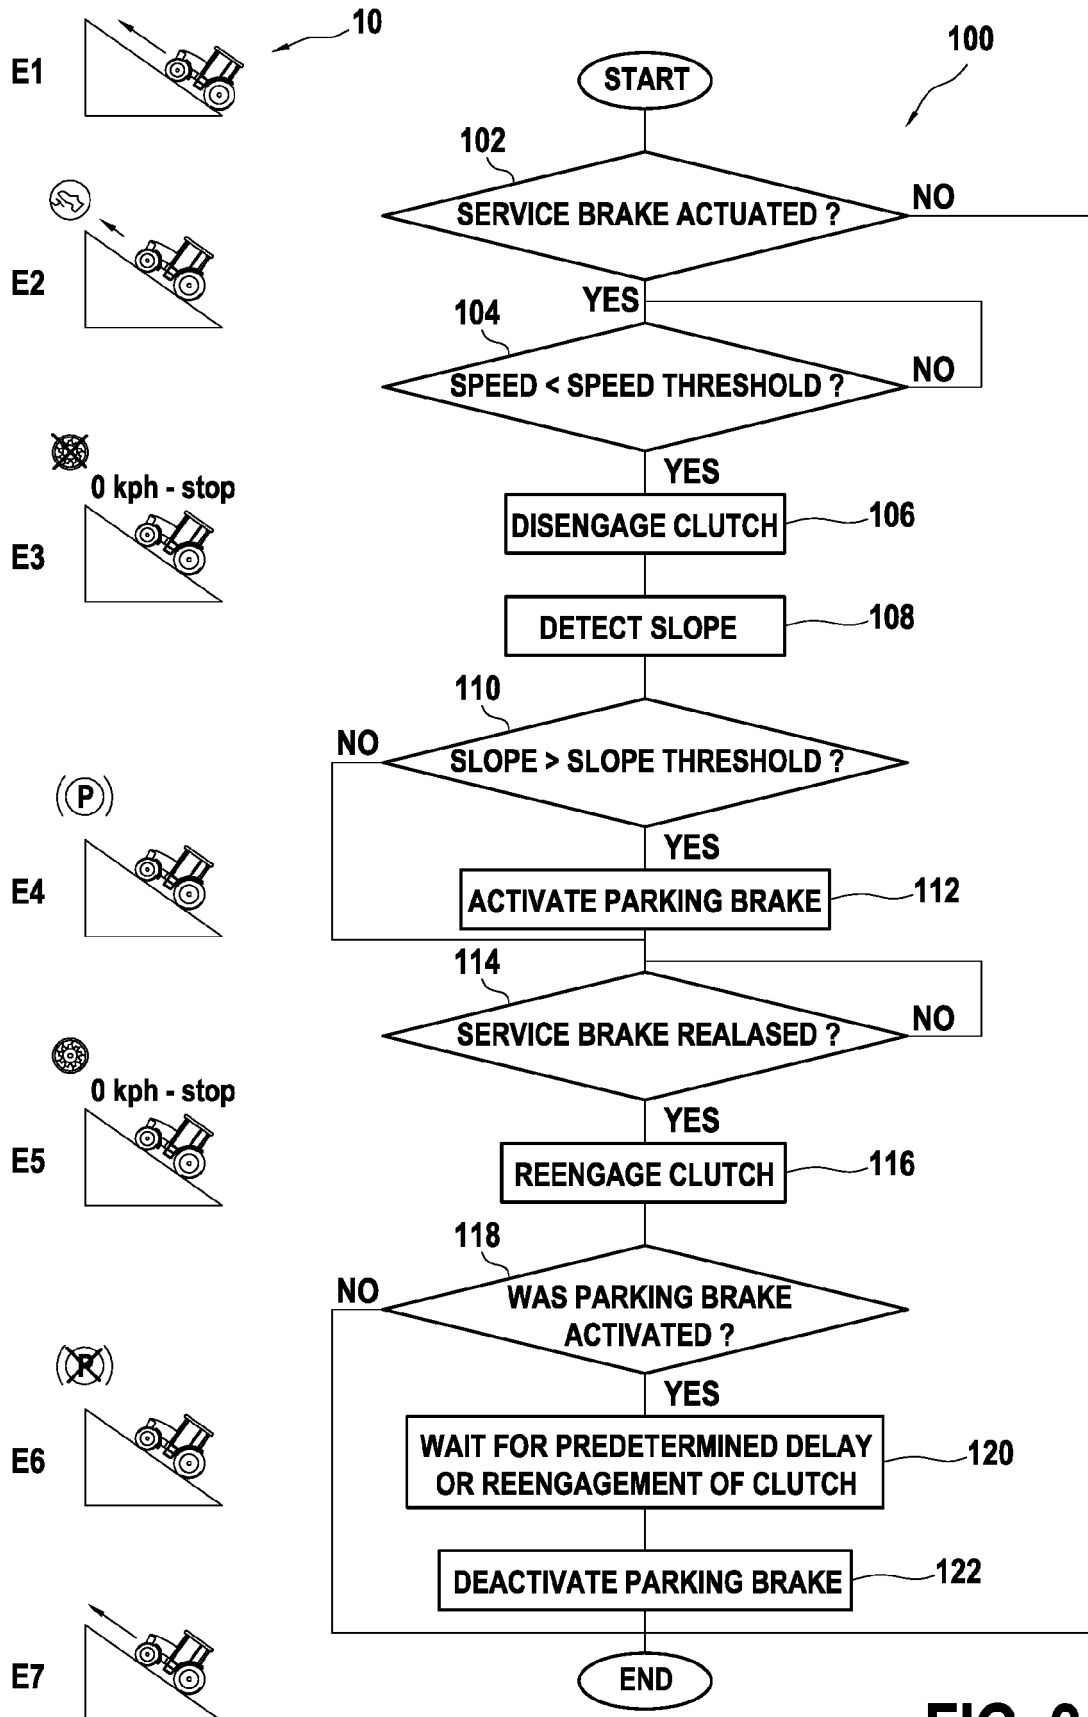 10
100
E1
START
102
SERVICE BRAKE ACTUATED ?
NO
E2
YES
104
SPEED < SPEED THRESHOLD ?
NO
YES
0 kph - stop
DISENGAGE CLUTCH
106
E3
DETECT SLOPE
108
110
NO
SLOPE > SLOPE THRESHOLD ?
(P)
YES
E4
ACTIVATE PARKING BRAKE
112
114
SERVICE BRAKE REALASED ?
NO
0 kph - stop
YES
E5
REENGAGE CLUTCH
116
118
NO
WAS PARKING BRAKE
ACTIVATED ?
(P)
YES
E6
WAIT FOR PREDETERMINED DELAY
OR REENGAGEMENT OF CLUTCH
120
DEACTIVATE PARKING BRAKE
122
E7
END